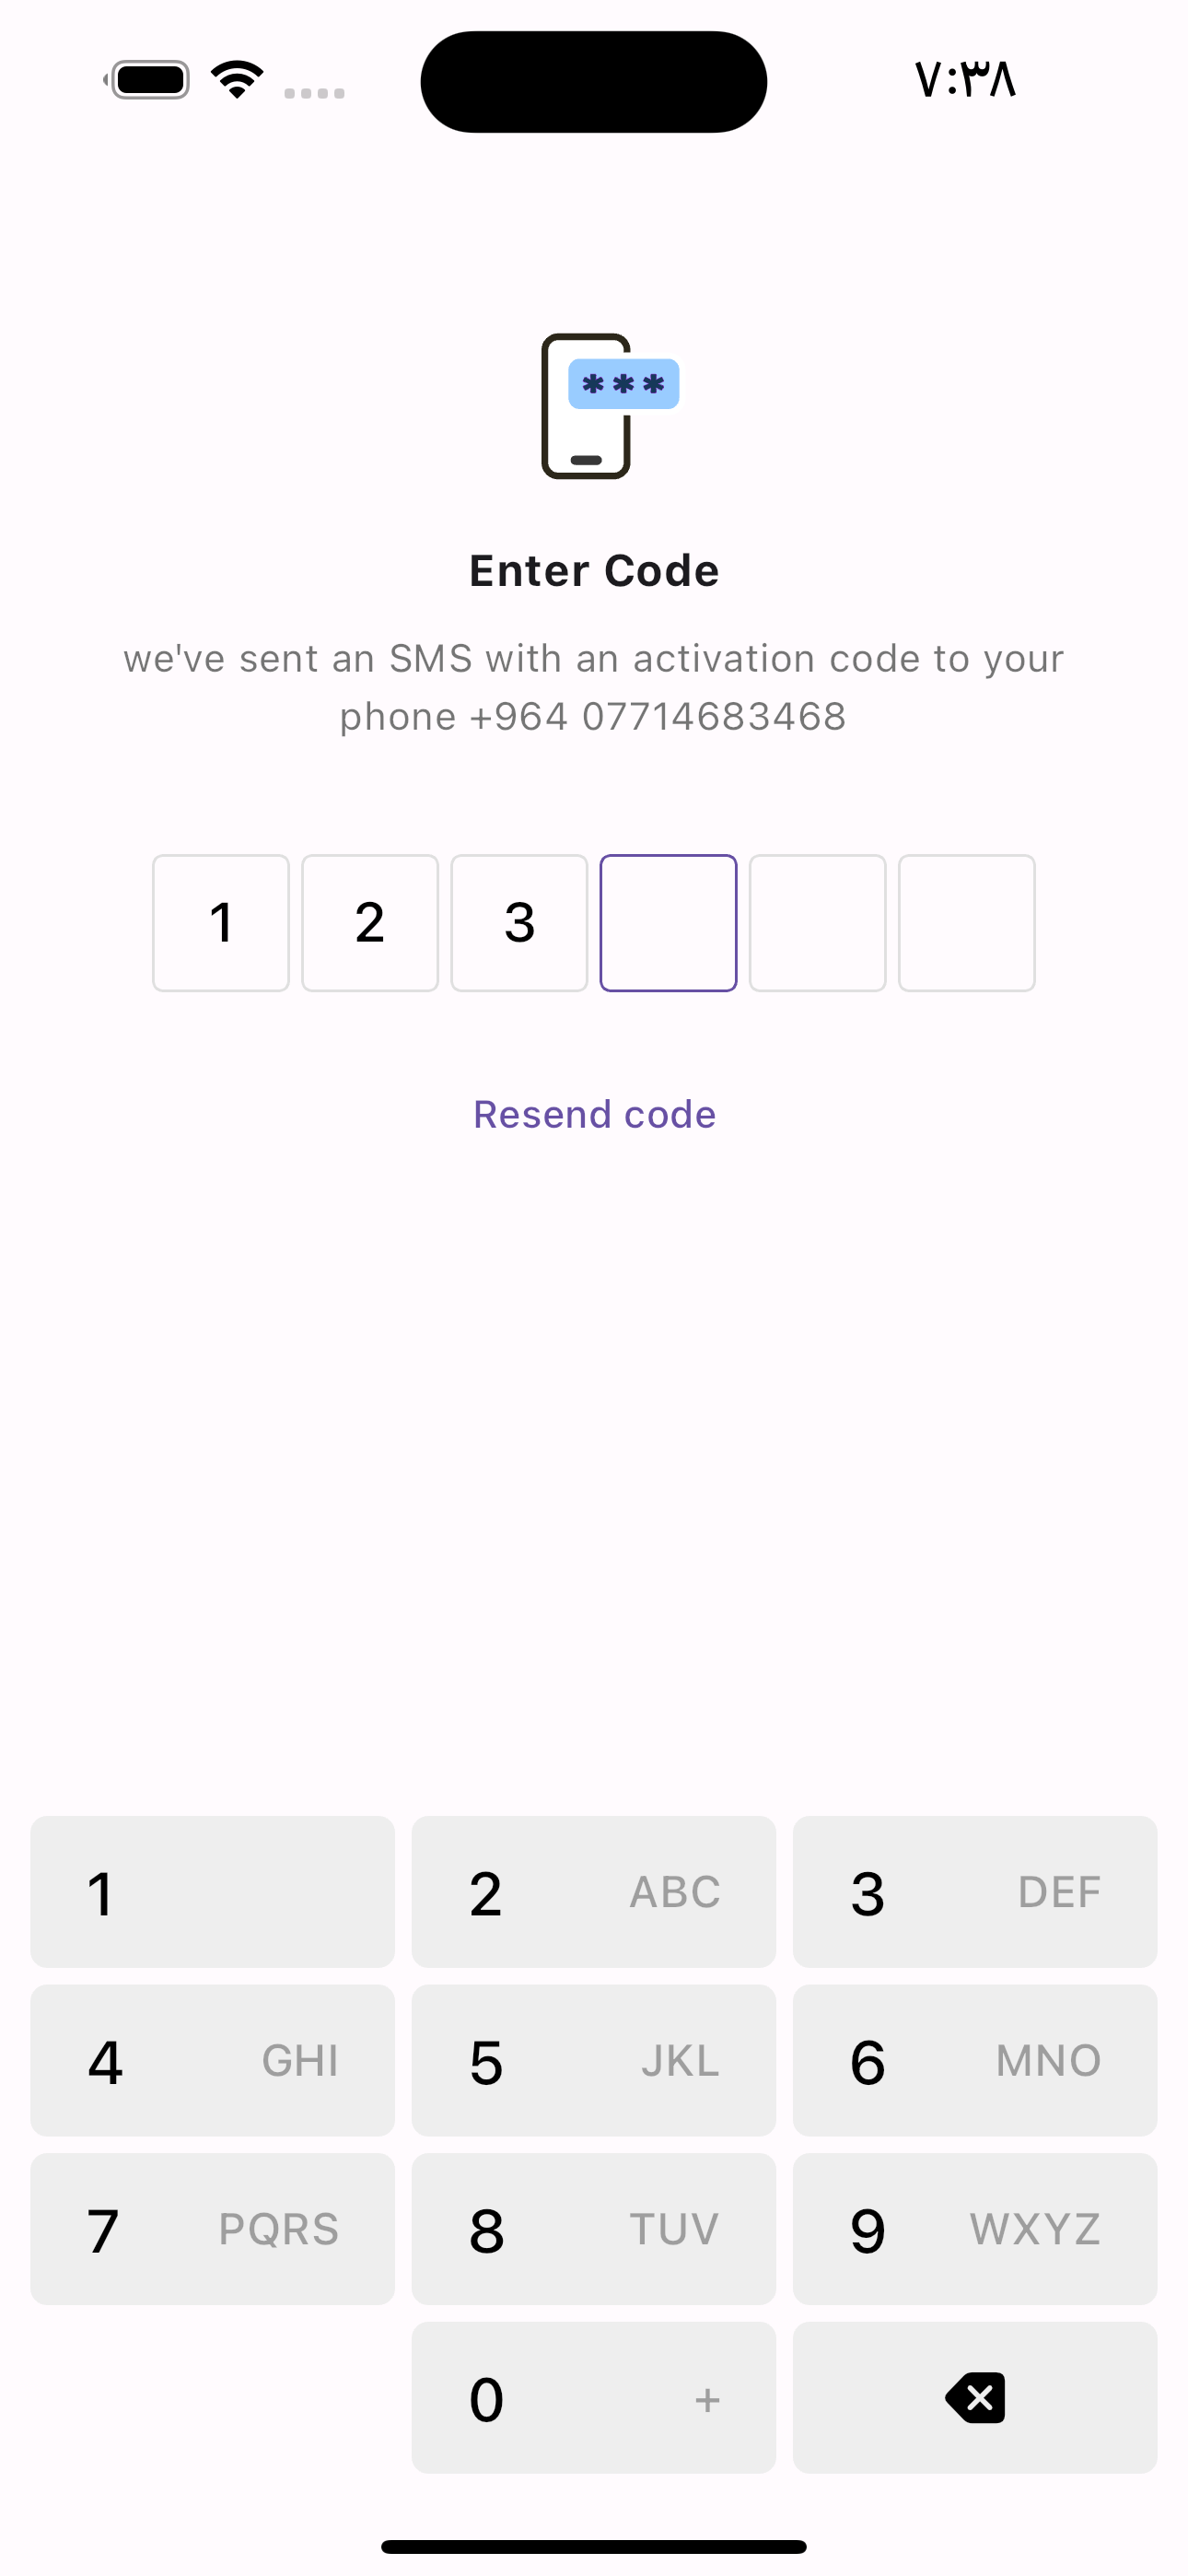 ٧:٣٨
***
Enter Code
we've sent an SMS with an activation code to your
phone +964 07714683468
1 2 3
Resend code
1
2 ABC
3 DEF
4 GHI
5 JKL
6 MNO
7 PQRS
8 TUV
9 WXYZ
0 +